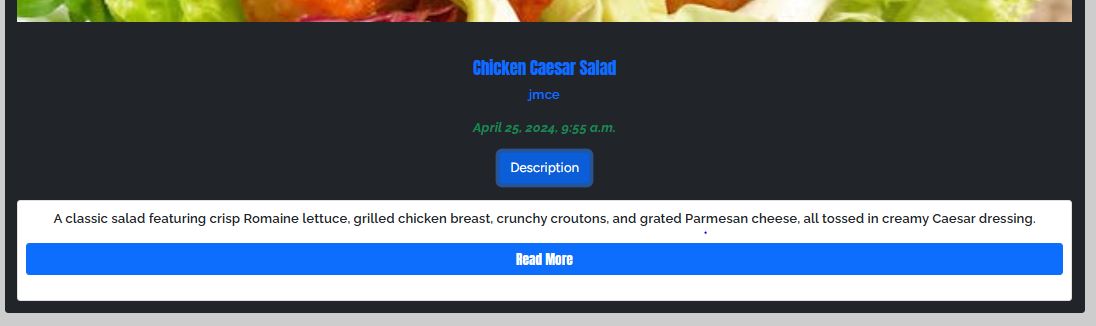 Chicken Caesar Salad
jmce
April 25, 2024, 9:55 a.m.
Description
A classic salad featuring crisp Romaine lettuce, grilled chicken breast, crunchy croutons, and grated Parmesan cheese, all tossed in creamy Caesar dressing.
Read More